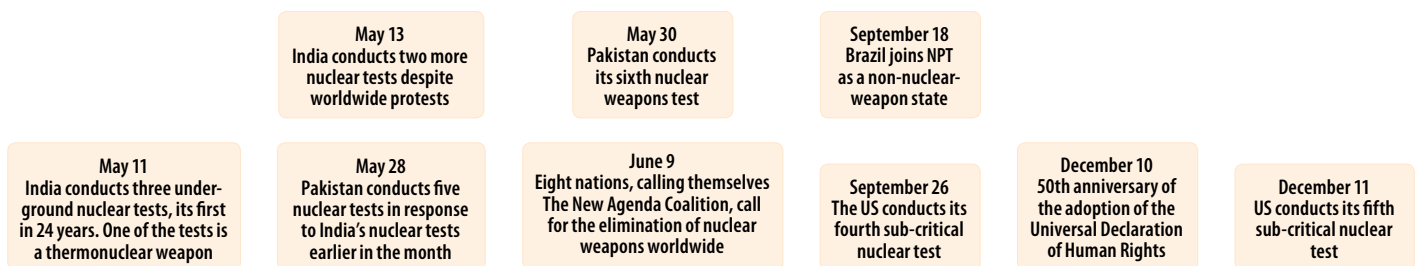 May 13
India conducts two more
nuclear tests despite
worldwide protests
May 30
Pakistan conducts
its sixth nuclear
weapons test
September 18
Brazil joins NPT
as a non-nuclear-
weapon state
May 11
India conducts three under-
ground nuclear tests, its first
in 24 years. One of the tests is
a thermonuclear weapon
May 28
Pakistan conducts five
nuclear tests in response
to India’s nuclear tests
earlier in the month
June 9
Eight nations, calling themselves
The New Agenda Coalition, call
for the elimination of nuclear
weapons worldwide
September 26
The US conducts its
fourth sub-critical
nuclear test
December 10
50th anniversary of
the adoption of the
Universal Declaration
of Human Rights
December 11
US conducts its fifth
sub-critical nuclear
test